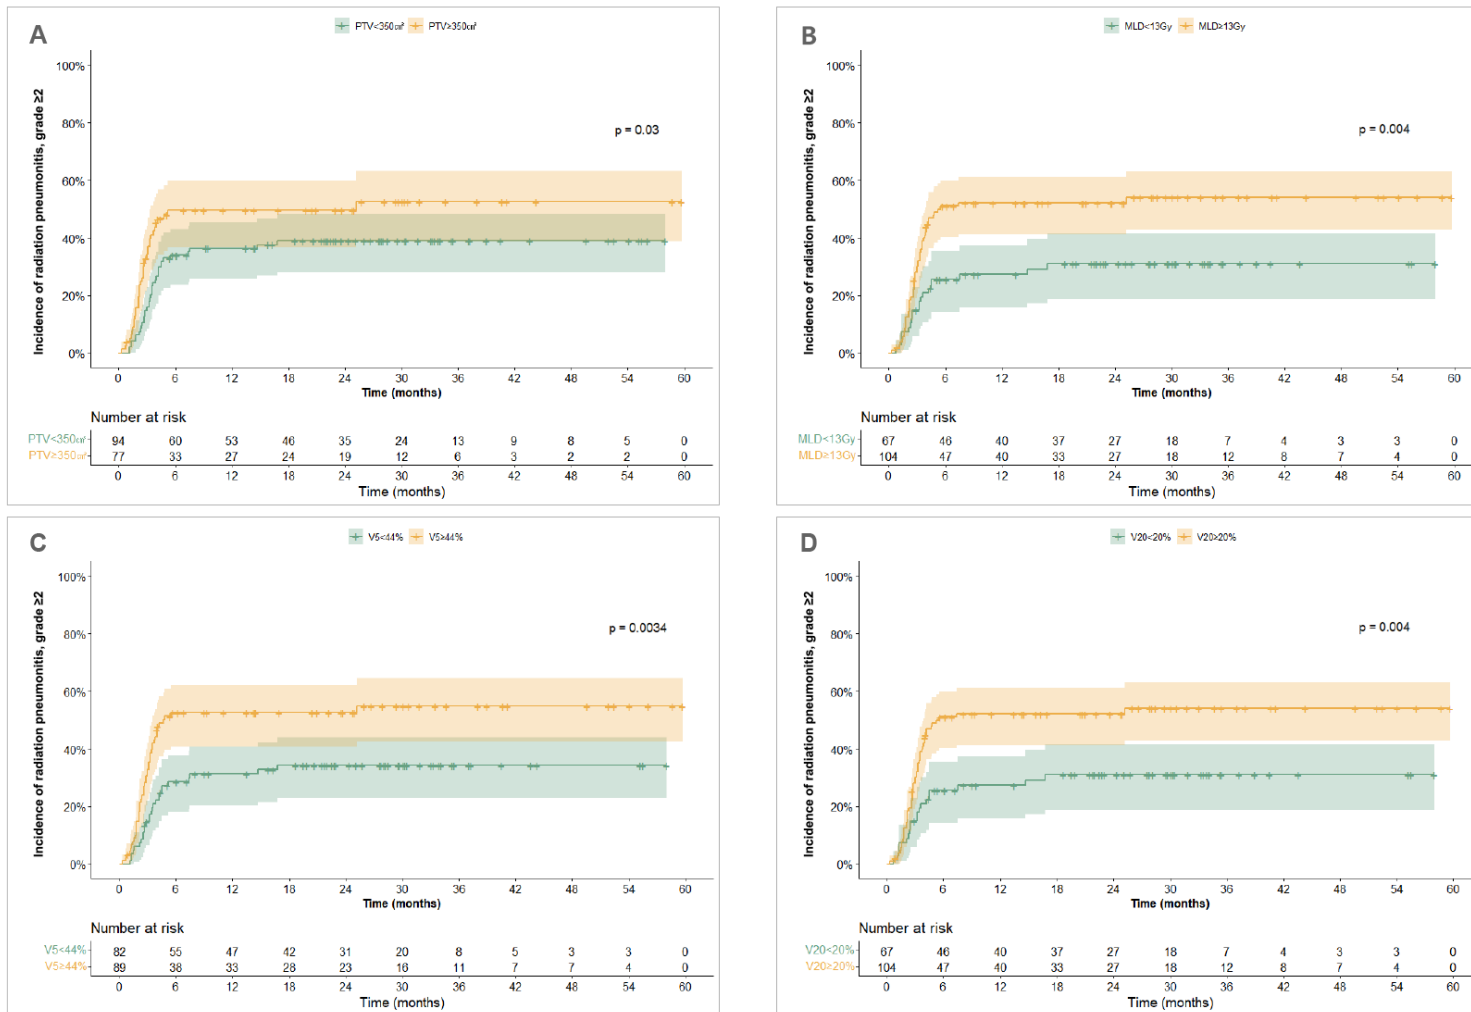 A
PTV<350㎤ PTV≥350㎤
Incidence of radiation pneumonitis, grade ≥2
100%
80%
60%
40%
20%
0%
p = 0.03
0 6 12 18 24 30 36 42 48 54 60
Time (months)
Number at risk
PTV<350㎤ 94 60 53 46 35 24 13 9 8 5 0
PTV≥350㎤ 77 33 27 24 19 12 6 3 2 2 0
0 6 12 18 24 30 36 42 48 54 60
Time (months)
B
MLD<13Gy MLD≥13Gy
Incidence of radiation pneumonitis, grade ≥2
100%
80%
60%
40%
20%
0%
p = 0.004
0 6 12 18 24 30 36 42 48 54 60
Time (months)
Number at risk
MLD<13Gy 67 46 40 37 27 18 7 4 3 3 0
MLD≥13Gy 104 47 40 33 27 18 12 8 7 4 0
0 6 12 18 24 30 36 42 48 54 60
Time (months)
C
V5<44% V5≥44%
Incidence of radiation pneumonitis, grade ≥2
100%
80%
60%
40%
20%
0%
p = 0.0034
0 6 12 18 24 30 36 42 48 54 60
Time (months)
Number at risk
V5<44% 82 55 47 42 31 20 8 5 3 3 0
V5≥44% 89 38 33 28 23 16 11 7 7 4 0
0 6 12 18 24 30 36 42 48 54 60
Time (months)
D
V20<20% V20≥20%
Incidence of radiation pneumonitis, grade ≥2
100%
80%
60%
40%
20%
0%
p = 0.004
0 6 12 18 24 30 36 42 48 54 60
Time (months)
Number at risk
V20<20% 67 46 40 37 27 18 7 4 3 3 0
V20≥20% 104 47 40 33 27 18 12 8 7 4 0
0 6 12 18 24 30 36 42 48 54 60
Time (months)